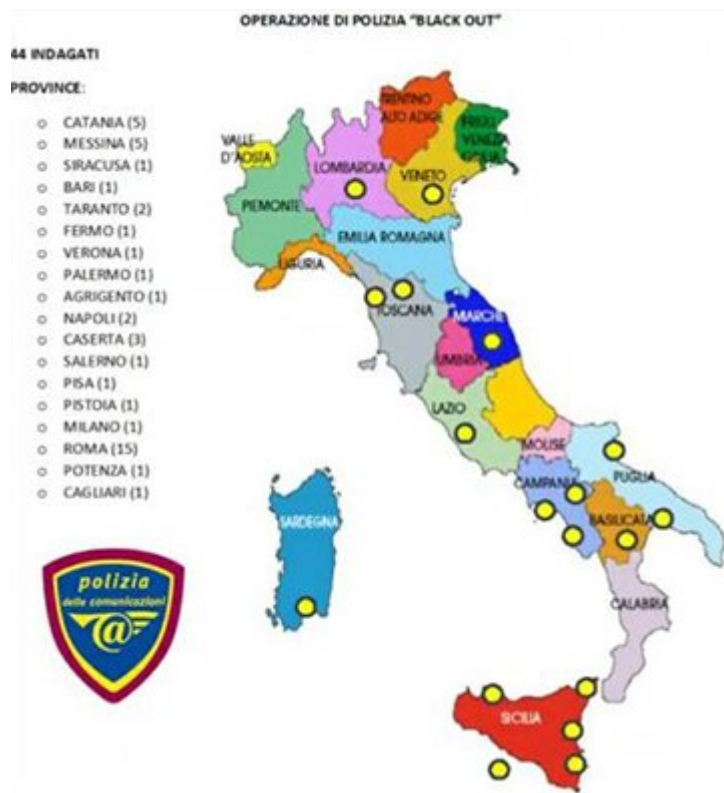 OPERAZIONE DI POLIZIA "BLACK OUT"
44 INDAGATI
PROVINCE:
CATANIA (5)
MESSINA (5)
SIRACUSA (1)
BARI (1)
TARANTO (2)
FERMO (1)
VERONA (1)
PALERMO (1)
AGRIGENTO (1)
NAPOLI (2)
CASERTA (3)
SALERNO (1)
PISA (1)
PISTOIA (1)
MILANO (1)
ROMA (15)
POTENZA (1)
CAGLIARI (1)
TRENTINO
ALTO ADIGE
FRIULI
VENEZIA
VALLE
D'AOSTA
LOMBARDIA
VENETO
PIEMONTE
EMILIA ROMAGNA
LIGURIA
TOSCANA
MARCHE
UMBRIA
LAZIO
MOLISE
PUGLIA
CAMPANIA
BASILICATA
SARDEGNA
CALABRIA
SICILIA
polizia
delle comunicazioni
@